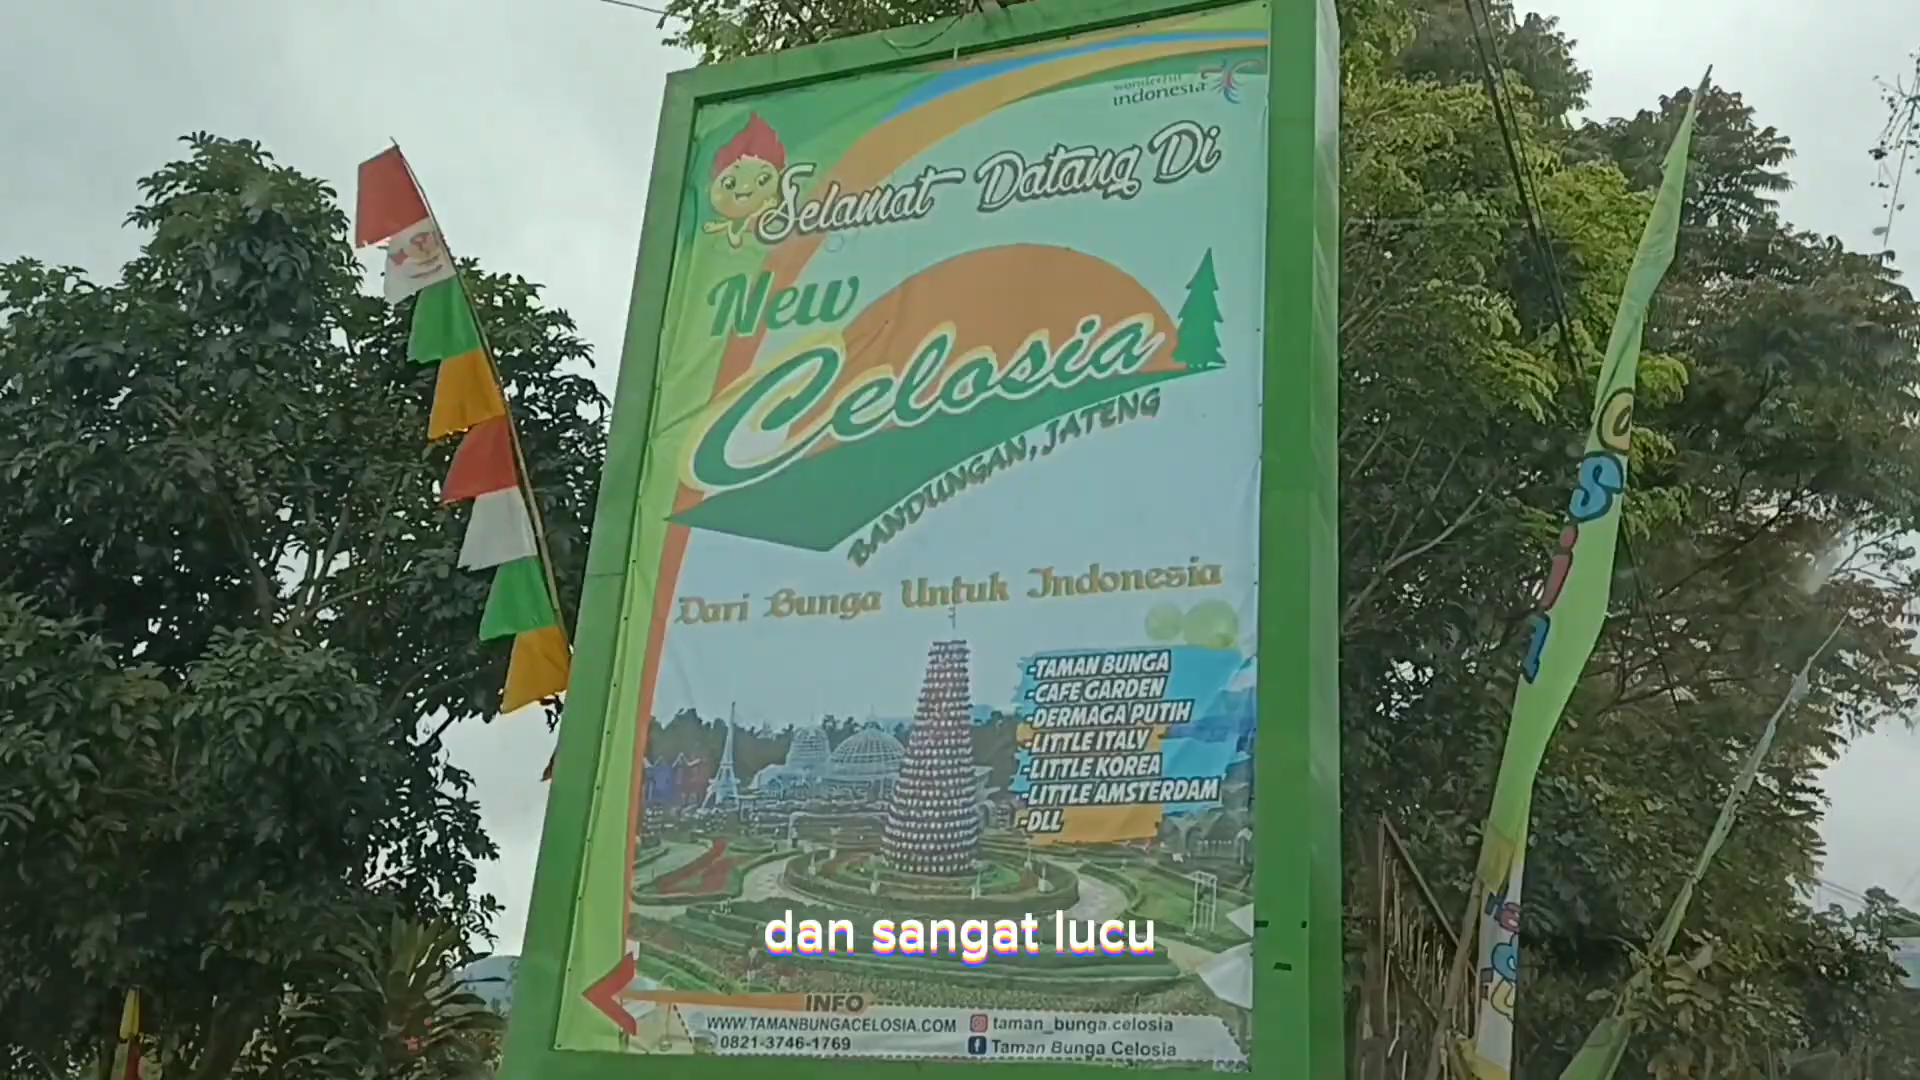 wonderful
indonesia
Selamat Datang Di
New
Celosia
BANDUNGAN, JATENG
Dari Bunga Untuk Indonesia
-TAMAN BUNGA
-CAFE GARDEN
-DERMAGA PUTIH
-LITTLE ITALY
-LITTLE KOREA
-LITTLE AMSTERDAM
-DLL
dan sangat lucu
INFO
WWW.TAMANBUNGACELOSIA.COM
taman_bunga.celosia
0821-3746-1769
Taman Bunga Celosia